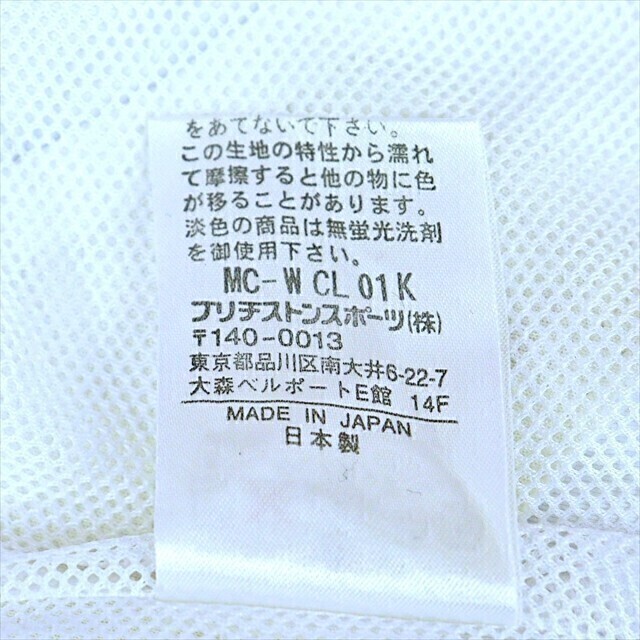 をあてないで下さい。
この生地の特性から濡れ
て摩擦すると他の物に色
が移ることがあります。
淡色の商品は無蛍光洗剤
を御使用下さい。
MC-W CL 01 K
ブリヂストンスポーツ(株)
〒140-0013
東京都品川区南大井6-22-7
大森ベルポートE館 14F
MADE IN JAPAN
日本製